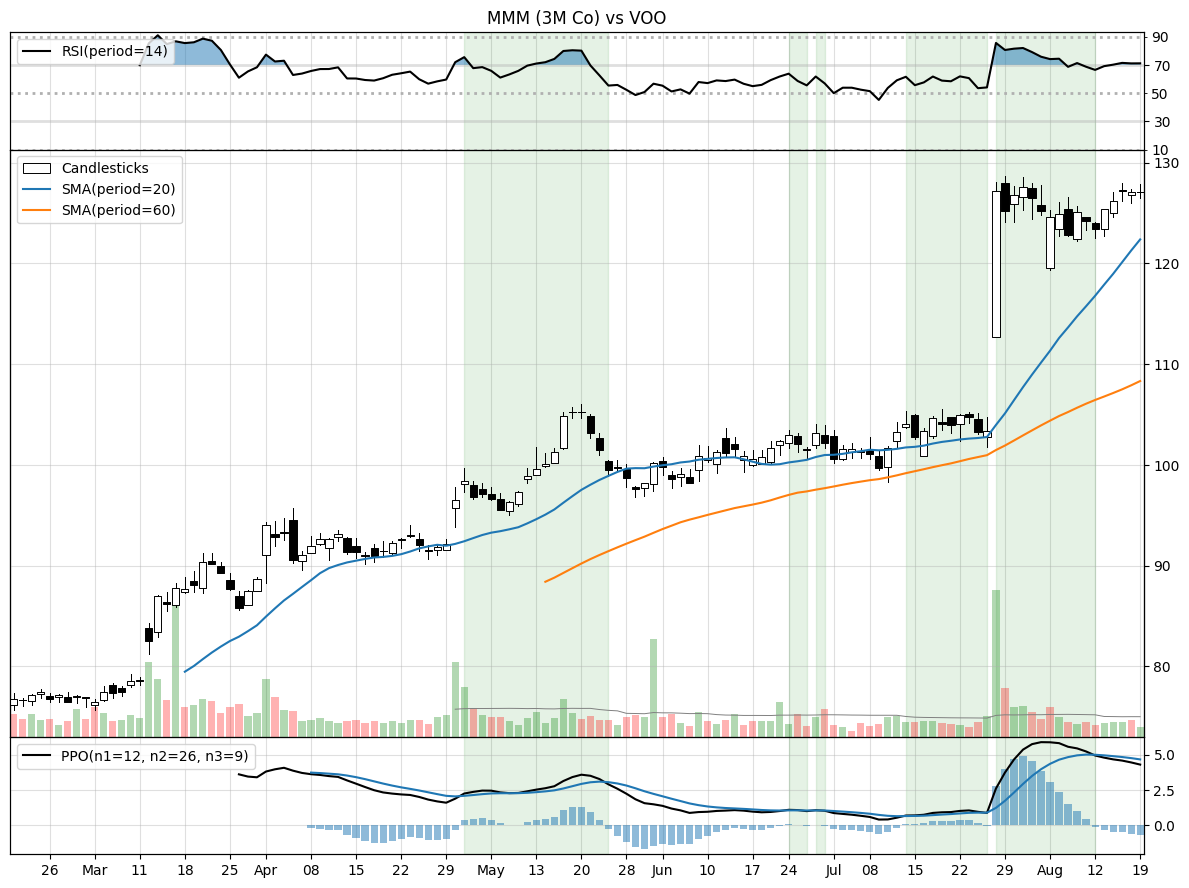 MMM (3M Co) vs VOO
RSI(period=14)
90
70
50
30
10
Candlesticks
SMA(period=20)
SMA(period=60)
130
120
110
100
90
80
PPO(n1=12, n2=26, n3=9)
5.0
2.5
0.0
26 Mar 11 18 25 Apr 08 15 22 29 May 13 20 28 Jun 10 17 24 Jul 08 15 22 29 Aug 12 19